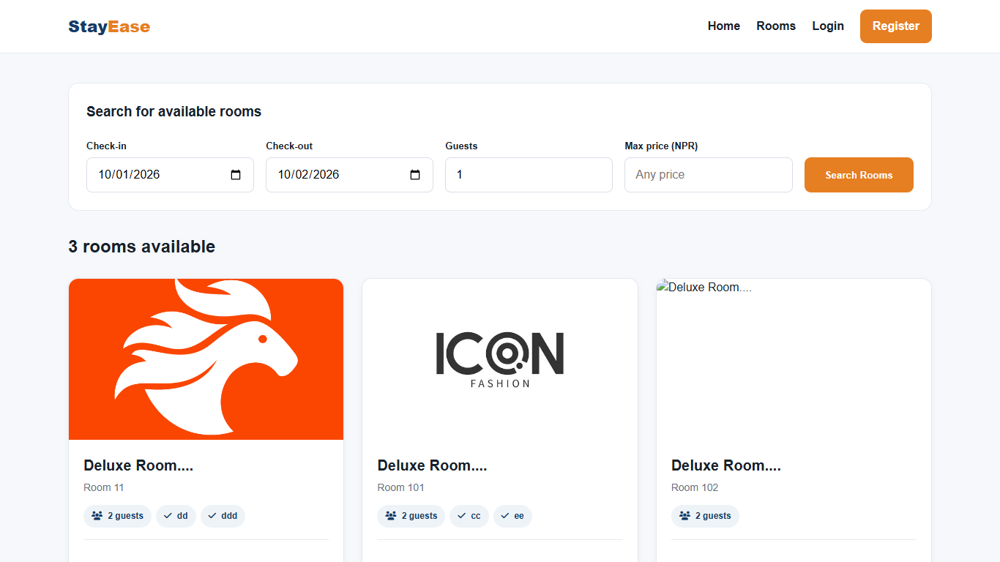 StayEase
Home Rooms Login Register
Search for available rooms
Check-in Check-out Guests Max price (NPR)
10/01/2026 10/02/2026 1 Any price Search Rooms
3 rooms available
ICON
FASHION
Deluxe Room....
Deluxe Room.... Deluxe Room.... Deluxe Room....
Room 11 Room 101 Room 102
2 guests dd ddd 2 guests cc ee 2 guests